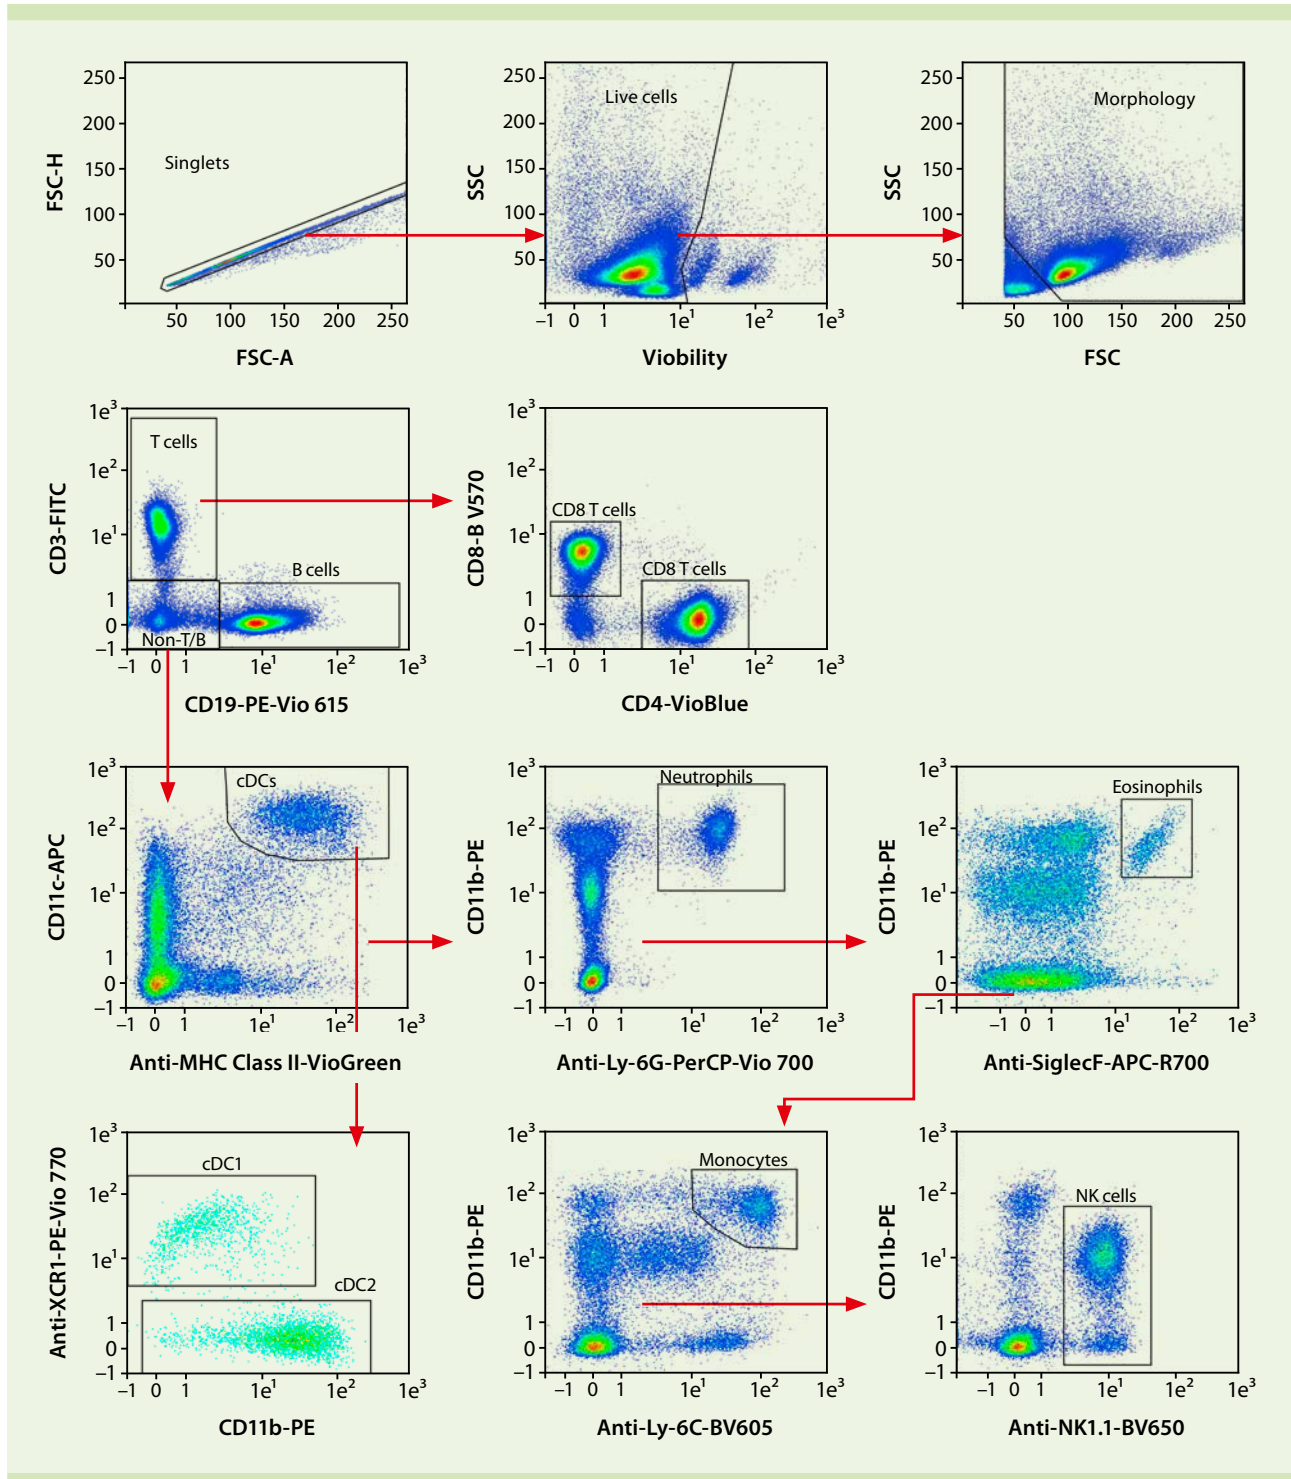 FSC-H
250
200
150
100
50
Singlets
50 100 150 200 250
FSC-A
SSC
250
200
150
100
50
Live cells
−1 0 1 1e¹ 1e² 1e³
Viobility
SSC
250
200
150
100
50
Morphology
50 100 150 200 250
FSC
CD3-FITC
1e³
1e²
1e¹
1
0
−1
T cells
B cells
Non-T/B
−1 0 1 1e¹ 1e² 1e³
CD19-PE-Vio 615
CD8-B V570
1e³
1e²
1e¹
1
0
−1
CD8 T cells
CD8 T cells
−1 0 1 1e¹ 1e² 1e³
CD4-VioBlue
CD11c-APC
1e³
1e²
1e¹
1
0
−1
cDCs
−1 0 1 1e¹ 1e² 1e³
Anti-MHC Class II-VioGreen
CD11b-PE
1e³
1e²
1e¹
1
0
−1
Neutrophils
−1 0 1 1e¹ 1e² 1e³
Anti-Ly-6G-PerCP-Vio 700
CD11b-PE
1e³
1e²
1e¹
1
0
−1
Eosinophils
−1 0 1 1e¹ 1e² 1e³
Anti-SiglecF-APC-R700
Anti-XCR1-PE-Vio 770
1e³
1e²
1e¹
1
0
−1
cDC1
cDC2
−1 0 1 1e¹ 1e² 1e³
CD11b-PE
CD11b-PE
1e³
1e²
1e¹
1
0
−1
Monocytes
−1 0 1 1e¹ 1e² 1e³
Anti-Ly-6C-BV605
CD11b-PE
1e³
1e²
1e¹
1
0
−1
NK cells
−1 0 1 1e¹ 1e² 1e³
Anti-NK1.1-BV650